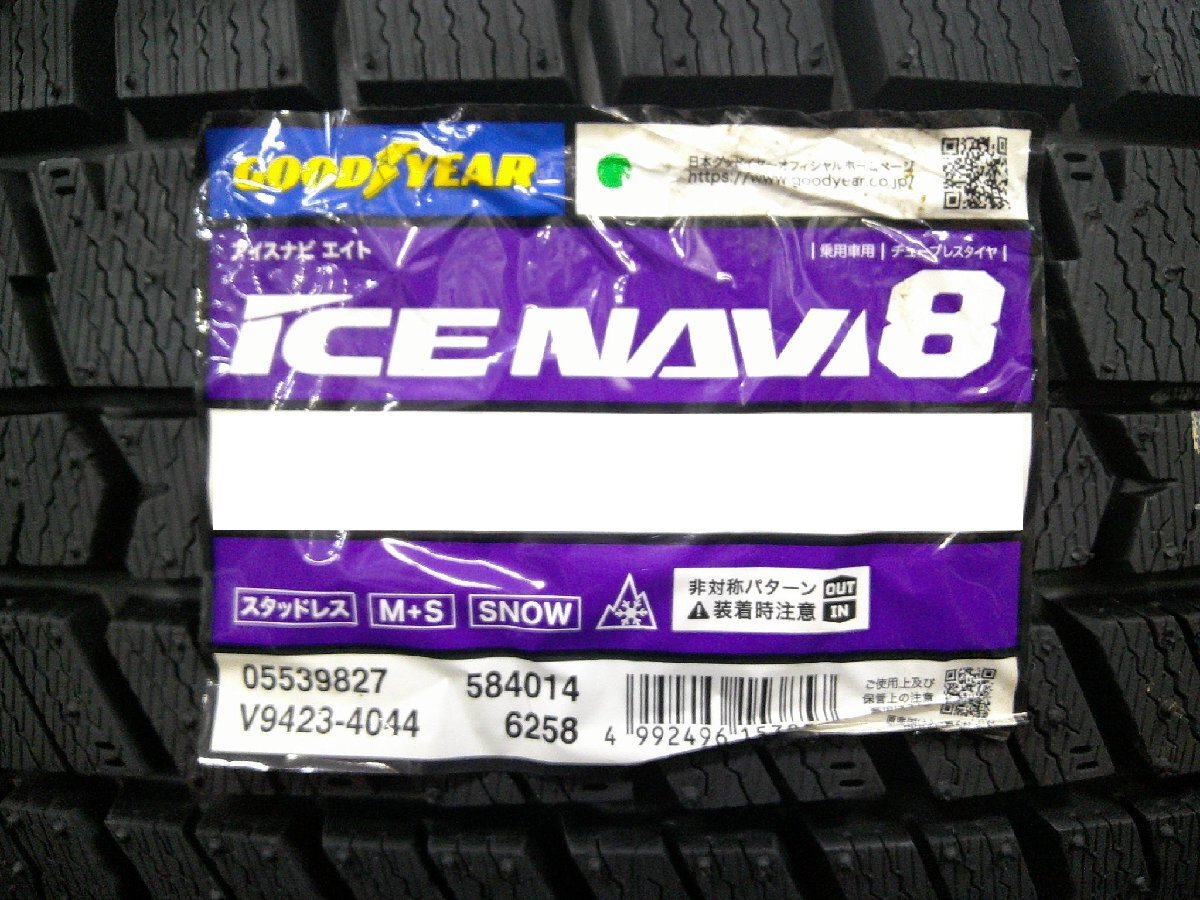 GOODYEAR
日本グッドイヤー オフィシャル ホームページ
https://www.goodyear.co.jp/
アイスナビ エイト
|乗用車用|チューブレスタイヤ|
ICE NAVI 8
スタッドレス M+S SNOW
非対称パターン OUT
装着時注意 IN
05539827 584014
V9423-4044 6258
4 992496
ご使用上及び
保管上の注意